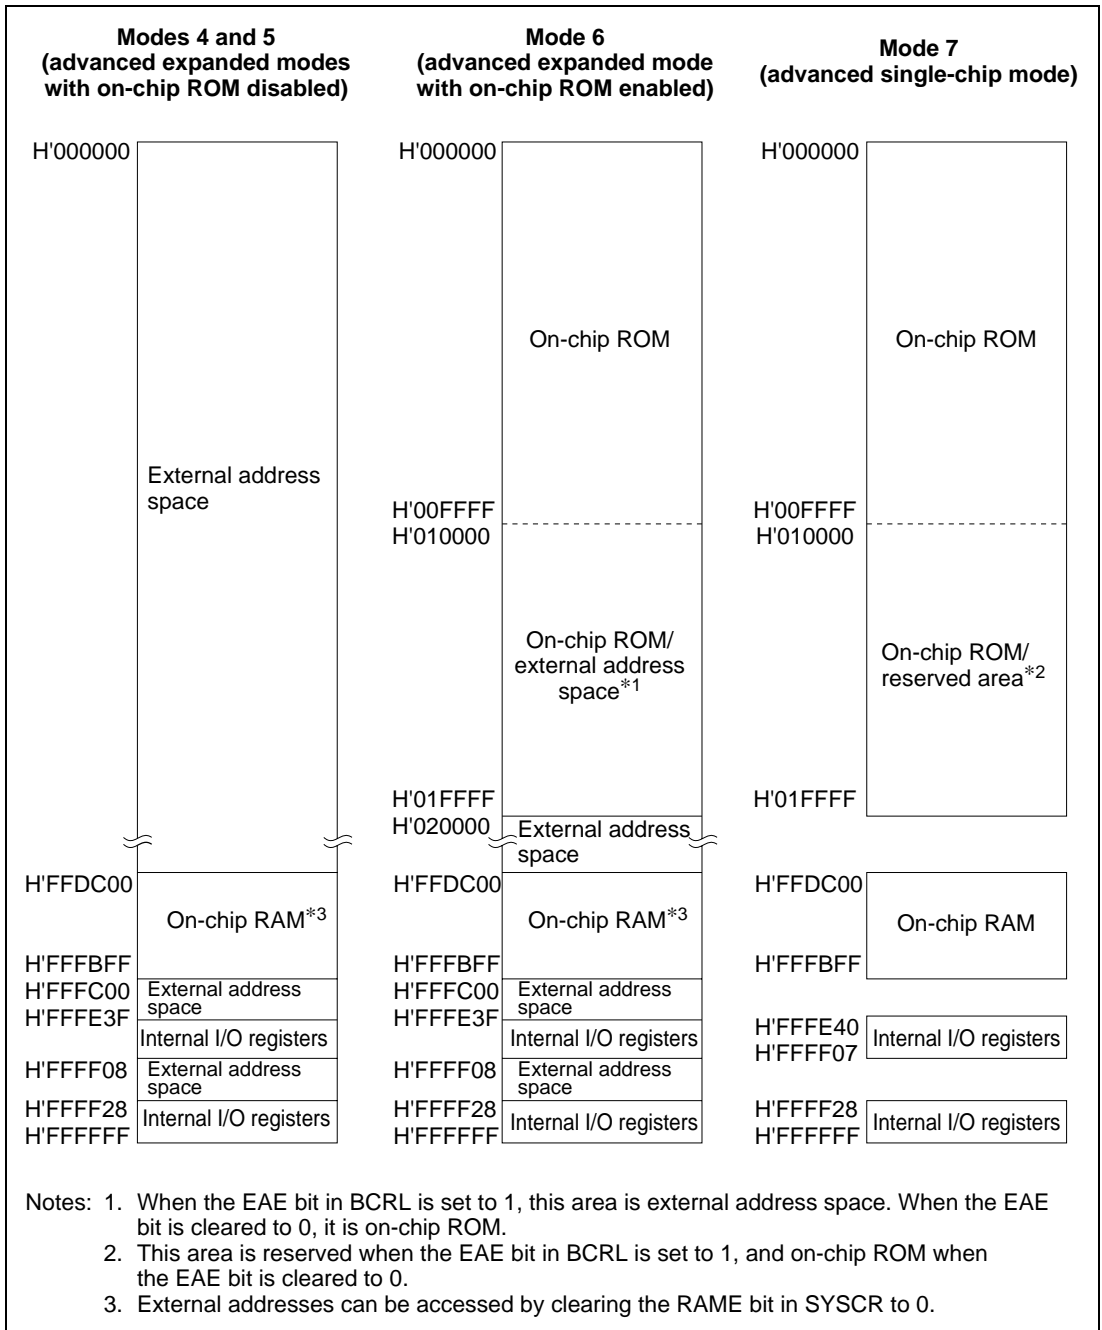 Modes 4 and 5
(advanced expanded modes
with on-chip ROM disabled)
H'000000
External address
space
H'FFDC00
On-chip RAM*3
H'FFFBFF
H'FFFC00
External address
space
H'FFFE3F
Internal I/O registers
H'FFFF08
External address
space
H'FFFF28
Internal I/O registers
H'FFFFFF
Mode 6
(advanced expanded mode
with on-chip ROM enabled)
H'000000
On-chip ROM
H'00FFFF
H'010000
On-chip ROM/
external address
space*1
H'01FFFF
H'020000
External address
space
H'FFDC00
On-chip RAM*3
H'FFFBFF
H'FFFC00
External address
space
H'FFFE3F
Internal I/O registers
H'FFFF08
External address
space
H'FFFF28
Internal I/O registers
H'FFFFFF
Mode 7
(advanced single-chip mode)
H'000000
On-chip ROM
H'00FFFF
H'010000
On-chip ROM/
reserved area*2
H'01FFFF
H'FFDC00
On-chip RAM
H'FFFBFF
H'FFFE40
Internal I/O registers
H'FFFF07
H'FFFF28
Internal I/O registers
H'FFFFFF
Notes: 1. When the EAE bit in BCRL is set to 1, this area is external address space. When the EAE
bit is cleared to 0, it is on-chip ROM.
2. This area is reserved when the EAE bit in BCRL is set to 1, and on-chip ROM when
the EAE bit is cleared to 0.
3. External addresses can be accessed by clearing the RAME bit in SYSCR to 0.